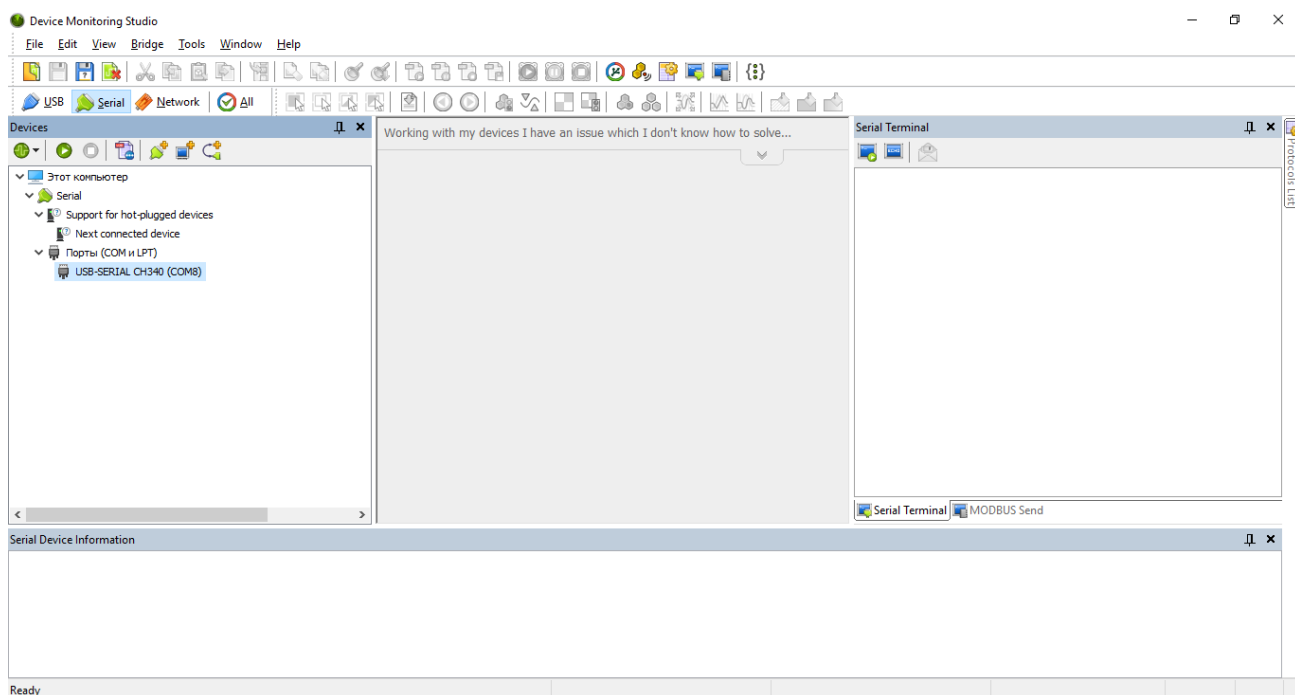 Device Monitoring Studio
File Edit View Bridge Tools Window Help
USB Serial Network All
Devices
Этот компьютер
Serial
Support for hot-plugged devices
Next connected device
Порты (COM и LPT)
USB-SERIAL CH340 (COM8)
Working with my devices I have an issue which I don't know how to solve...
Serial Terminal
Serial Terminal MODBUS Send
Protocols List
Serial Device Information
Ready